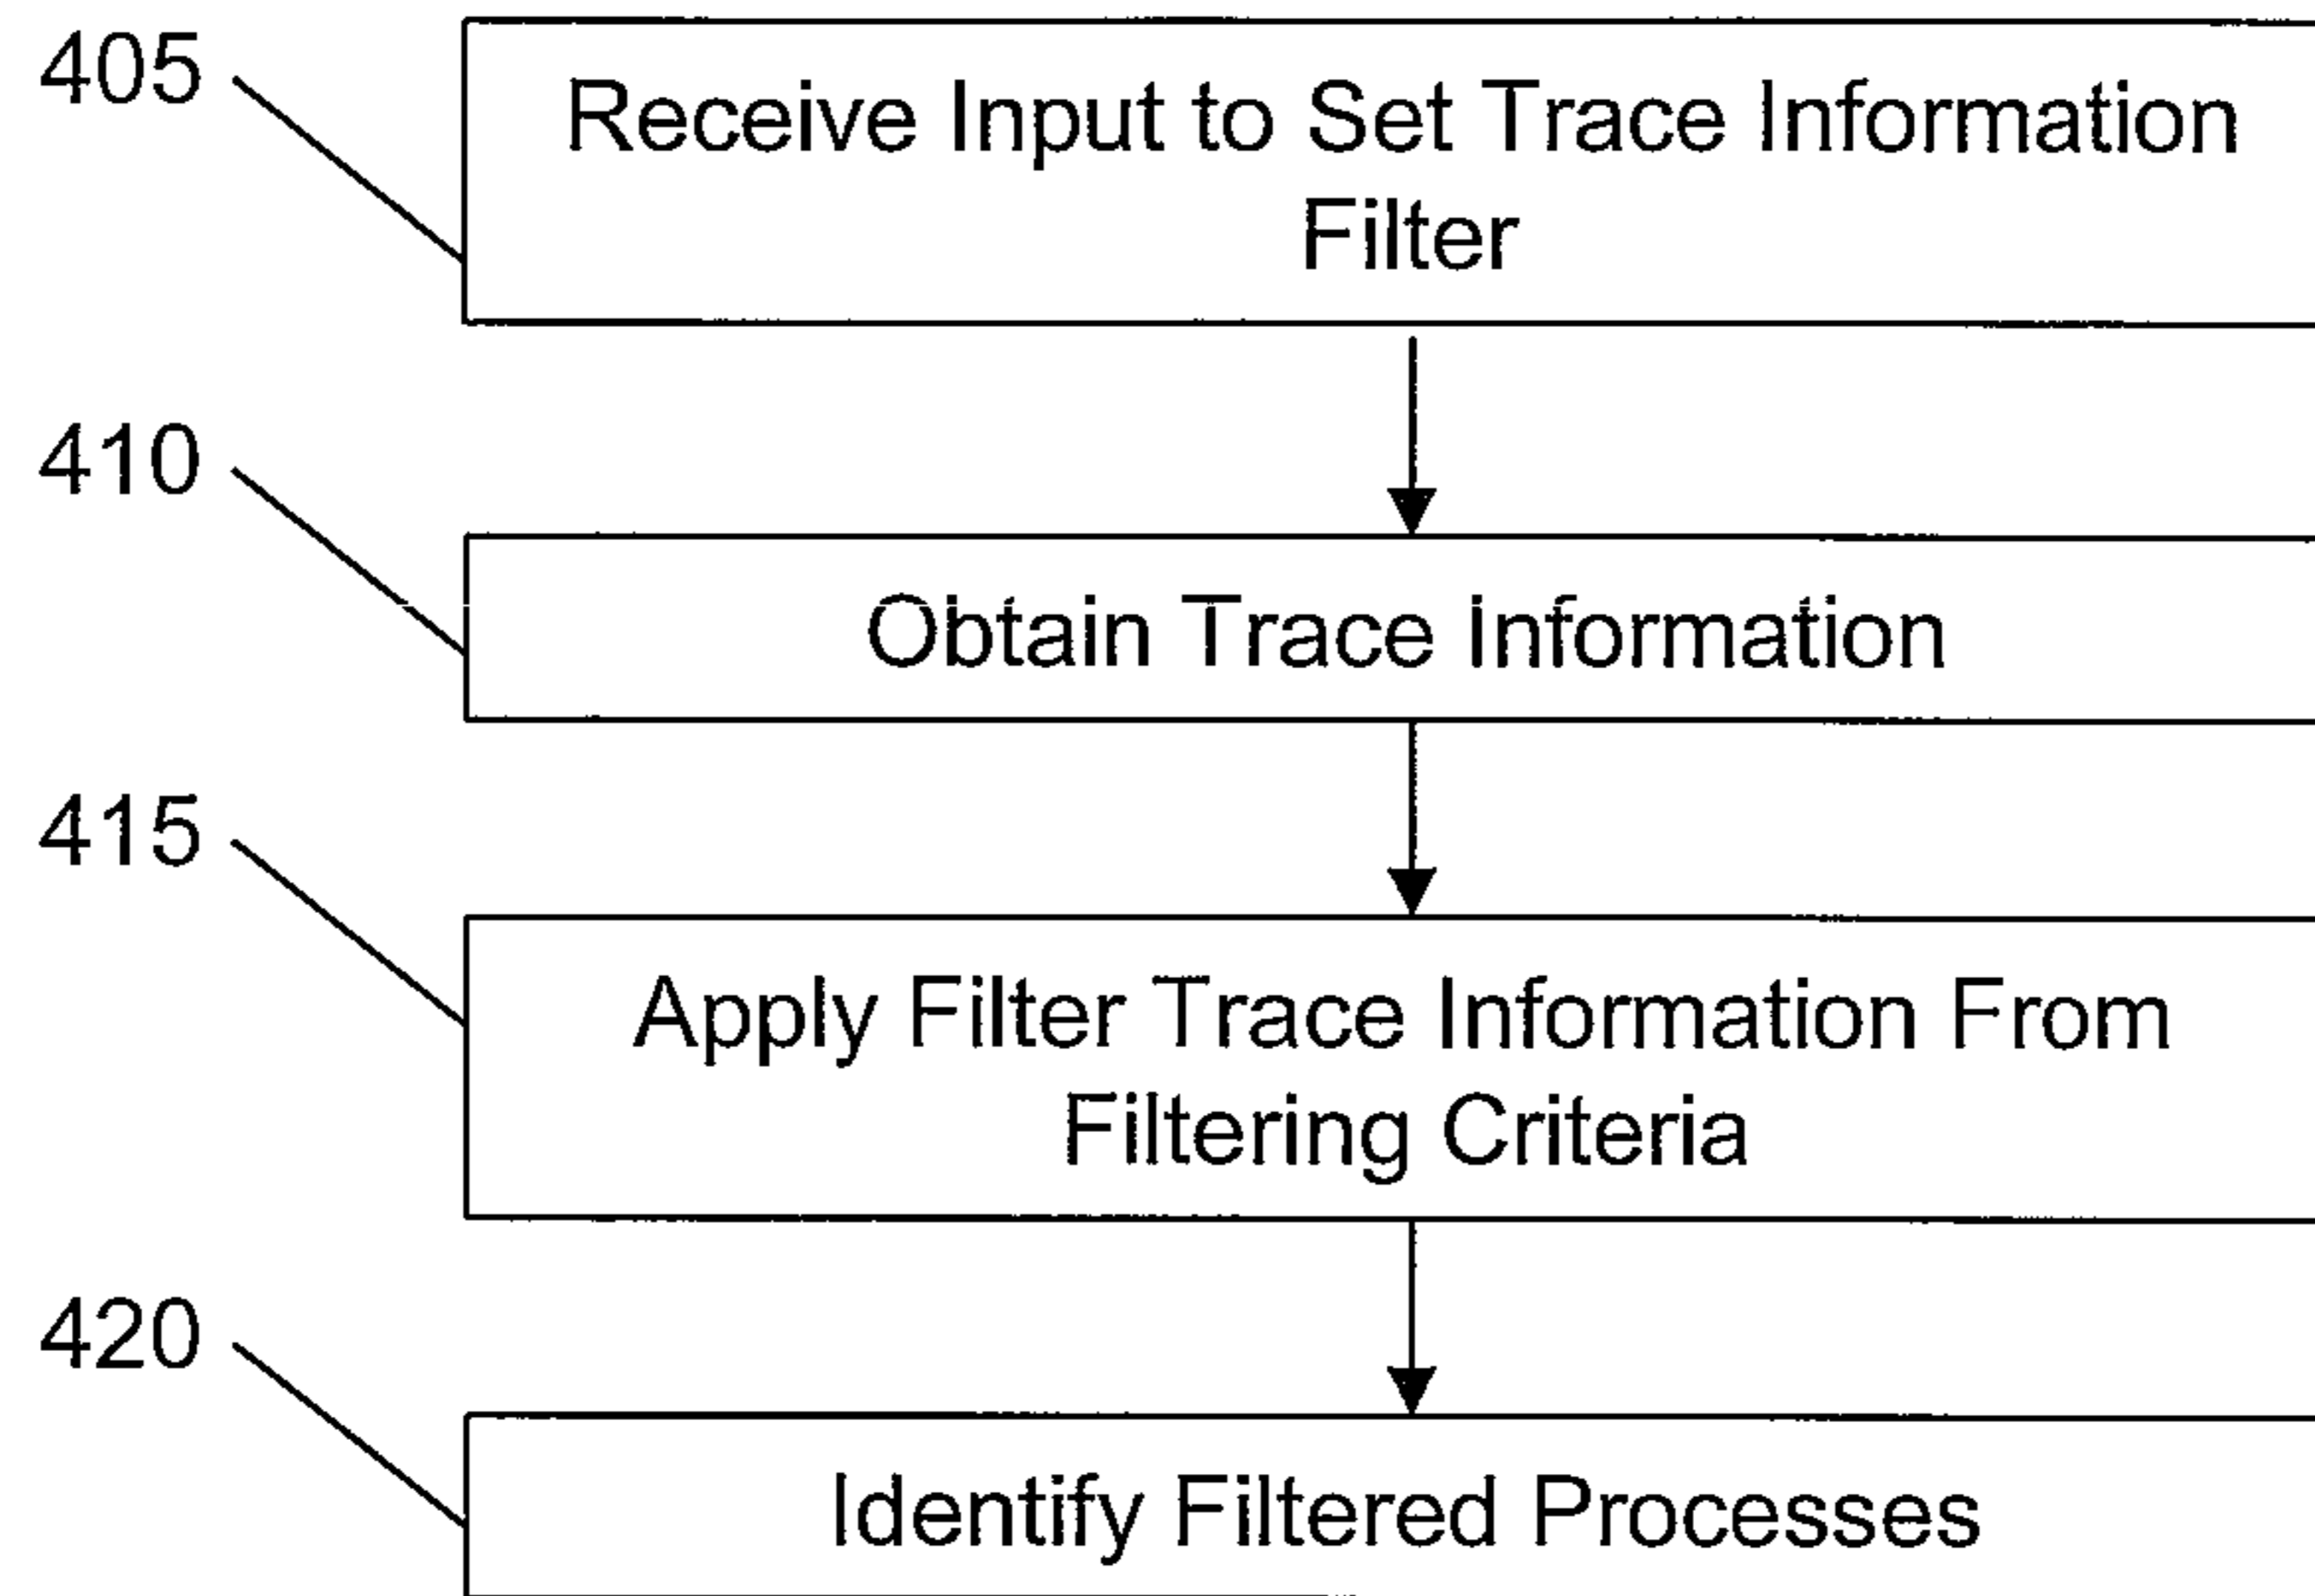 405
Receive Input to Set Trace Information
Filter
410
Obtain Trace Information
415
Apply Filter Trace Information From
Filtering Criteria
420
Identify Filtered Processes